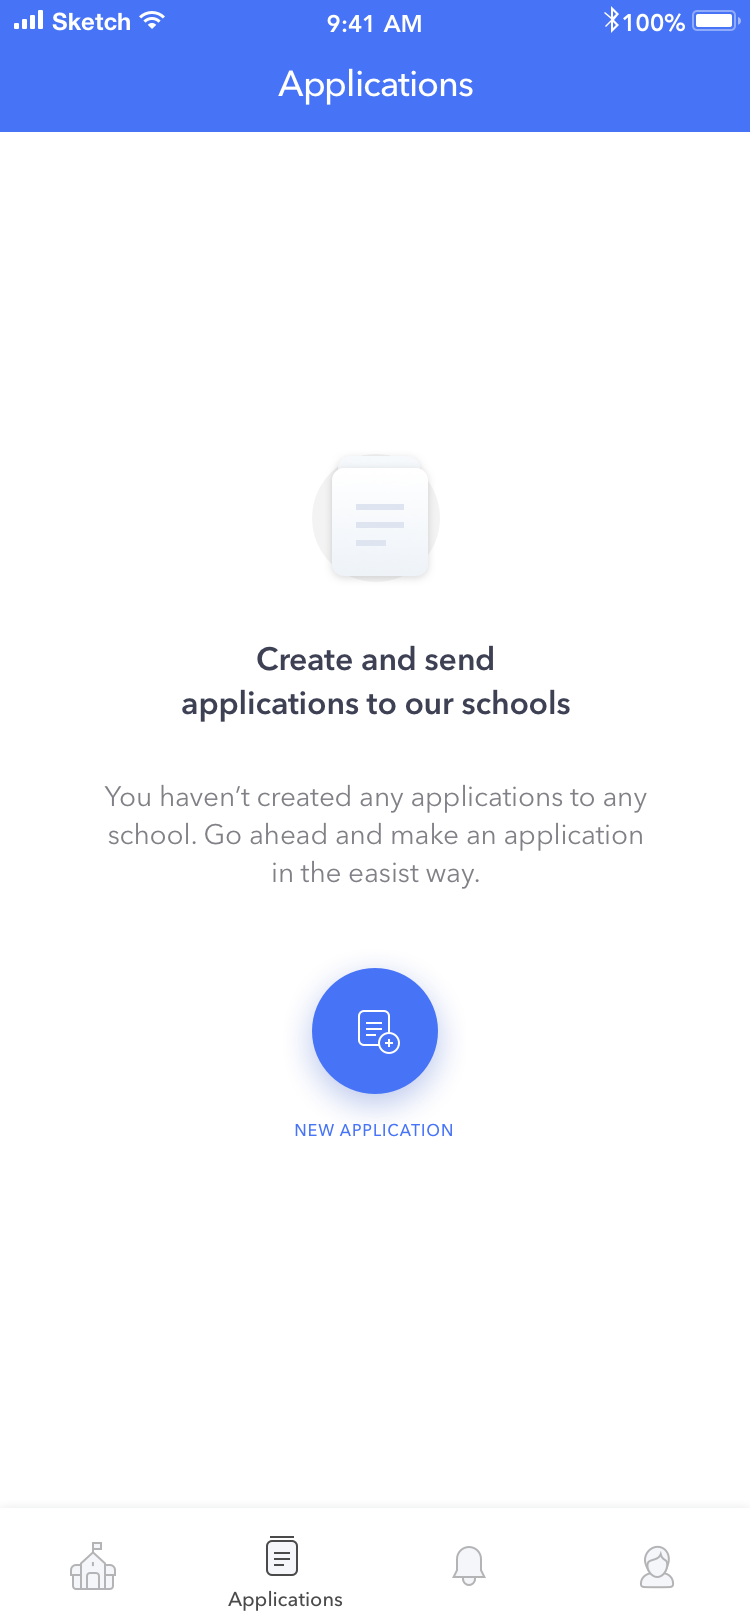 Sketch 9:41 AM 100%
Applications
Create and send
applications to our schools
You haven’t created any applications to any
school. Go ahead and make an application
in the easist way.
NEW APPLICATION
Applications